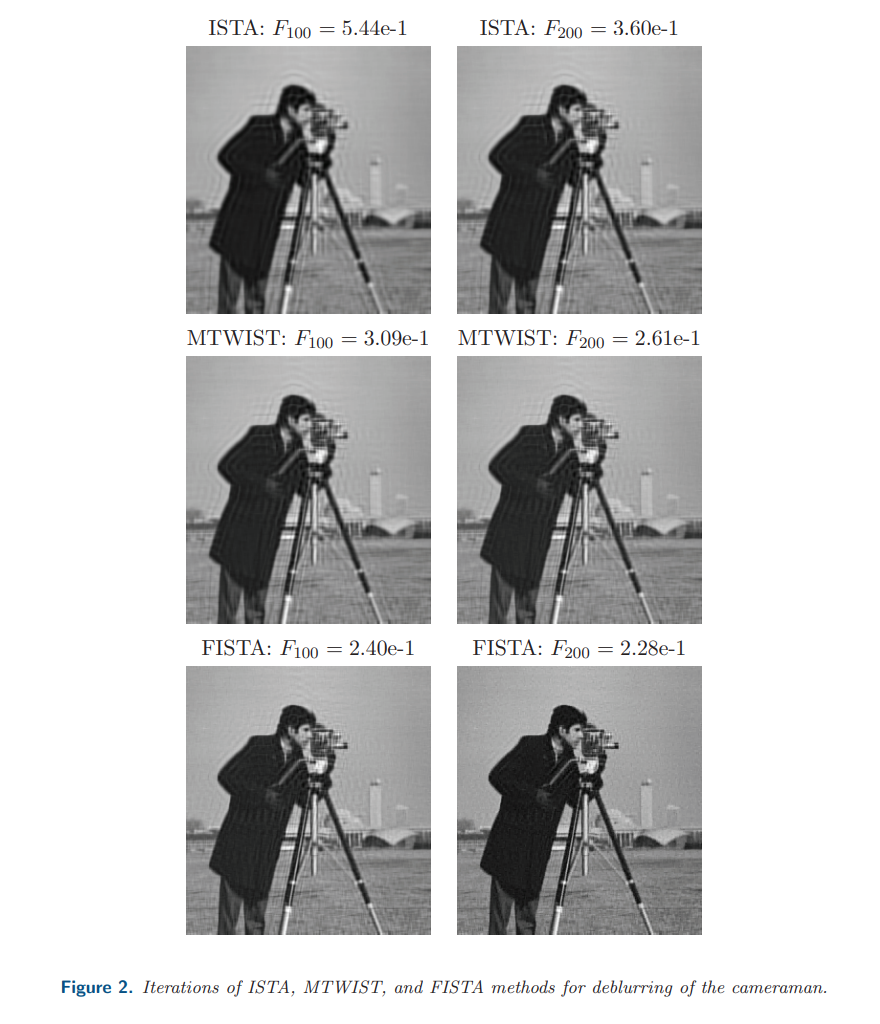 ISTA: F100 = 5.44e-1 ISTA: F200 = 3.60e-1
MTWIST: F100 = 3.09e-1 MTWIST: F200 = 2.61e-1
FISTA: F100 = 2.40e-1 FISTA: F200 = 2.28e-1
Figure 2. Iterations of ISTA, MTWIST, and FISTA methods for deblurring of the cameraman.